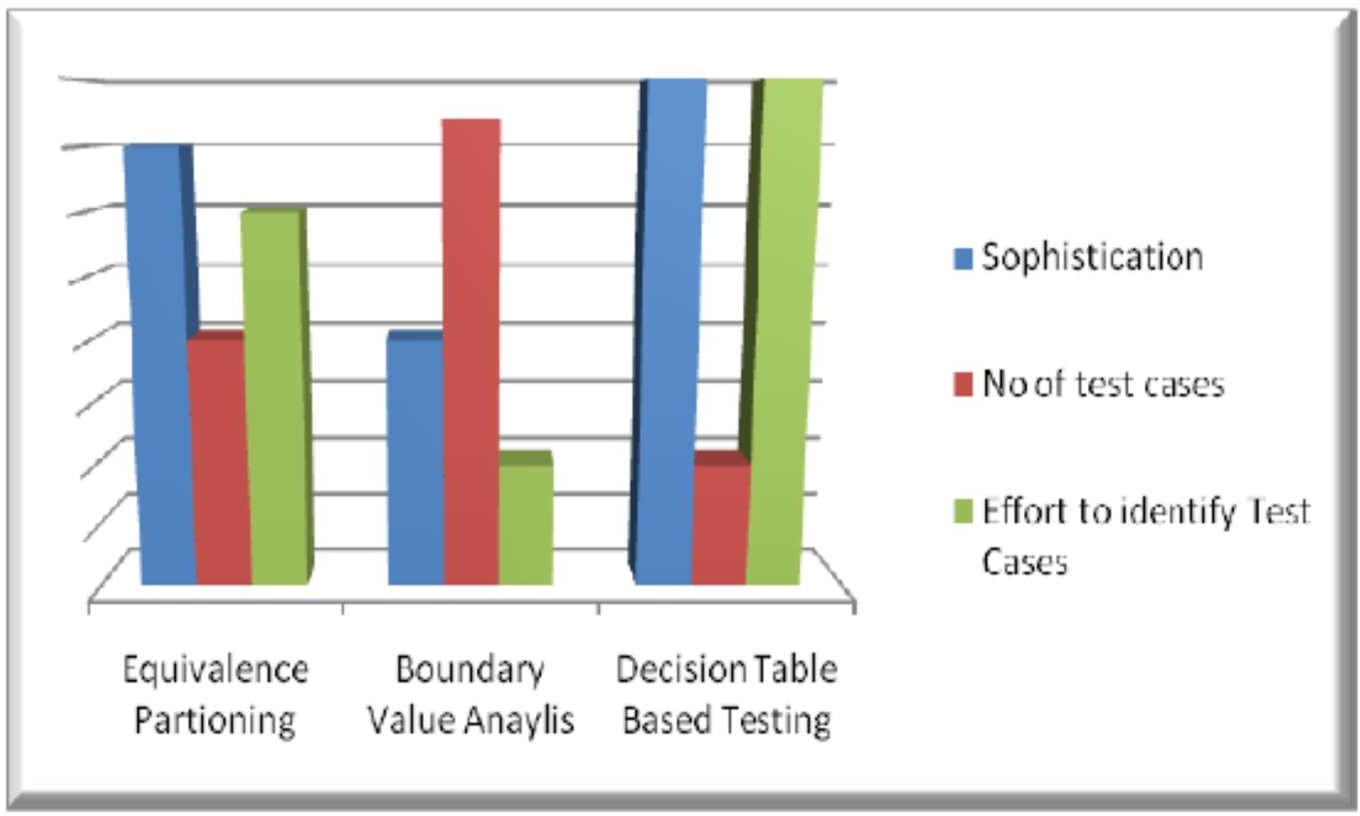 Equivalence
Partioning
Boundary
Value Anaylis
Decision Table
Based Testing
Sophistication
No of test cases
Effort to identify Test
Cases